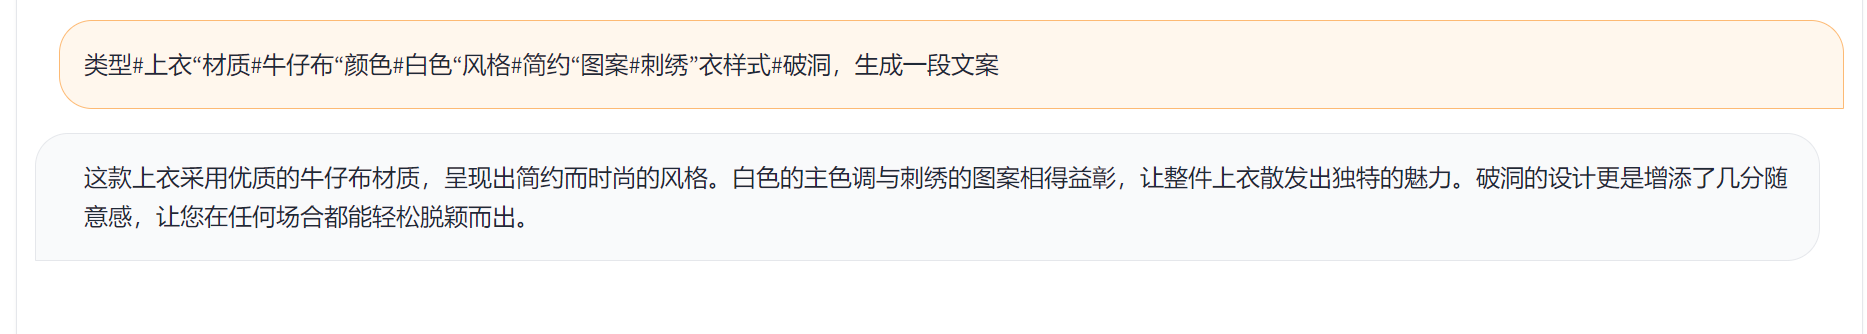 类型#上衣“材质#牛仔布“颜色#白色“风格#简约“图案#刺绣”衣样式#破洞，生成一段文案
这款上衣采用优质的牛仔布材质，呈现出简约而时尚的风格。白色的主色调与刺绣的图案相得益彰，让整件上衣散发出独特的魅力。破洞的设计更是增添了几分随
意感，让您在任何场合都能轻松脱颖而出。